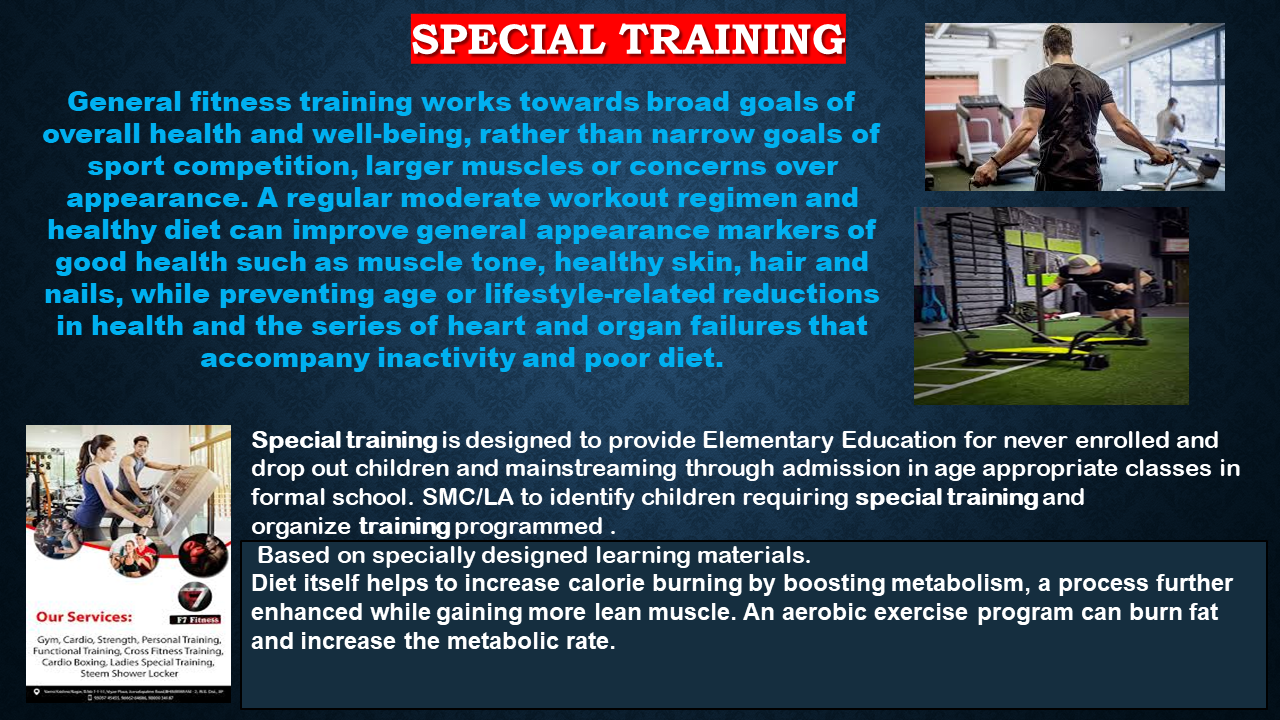 SPECIAL TRAINING
General fitness training works towards broad goals of
overall health and well-being, rather than narrow goals of
sport competition, larger muscles or concerns over
appearance. A regular moderate workout regimen and
healthy diet can improve general appearance markers of
good health such as muscle tone, healthy skin, hair and
nails, while preventing age or lifestyle-related reductions
in health and the series of heart and organ failures that
accompany inactivity and poor diet.
Special training is designed to provide Elementary Education for never enrolled and
drop out children and mainstreaming through admission in age appropriate classes in
formal school. SMC/LA to identify children requiring special training and
organize training programmed .
Based on specially designed learning materials.
Diet itself helps to increase calorie burning by boosting metabolism, a process further
enhanced while gaining more lean muscle. An aerobic exercise program can burn fat
and increase the metabolic rate.
F7 Fitness
Our Services:
Gym, Cardio, Strength, Personal Training,
Functional Training, Cross Fitness Training,
Cardio Boxing, Ladies Special Training,
Steem Shower Locker